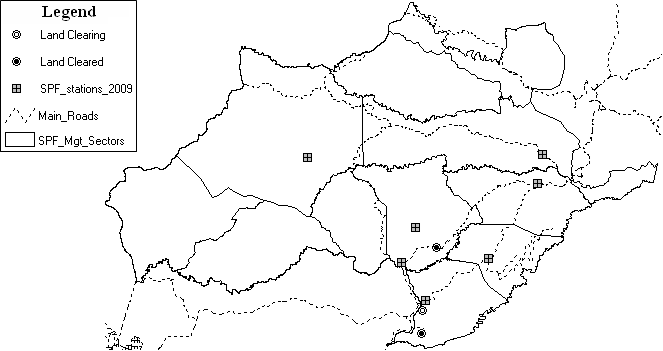 Legend
Land Clearing
Land Cleared
SPF_stations_2009
Main_Roads
SPF_Mgt_Sectors